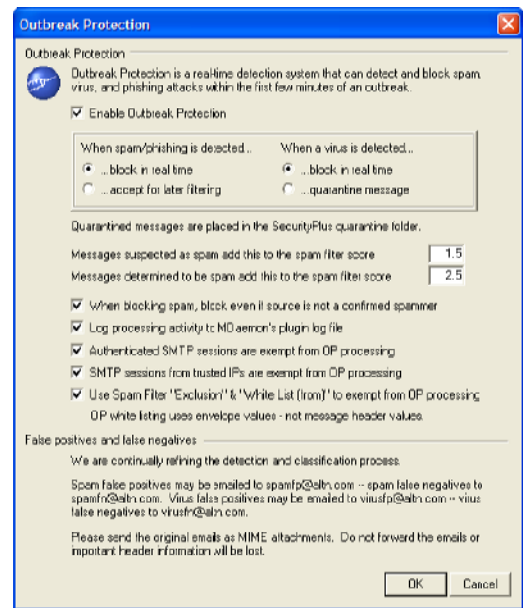 Outbreak Protection
Outbreak Protection
Outbreak Protection is a real-time detection system that can detect and block spam,
virus, and phishing attacks within the first few minutes of an outbreak.
Enable Outbreak Protection
When spam/phishing is detected...
...block in real time
...accept for later filtering
When a virus is detected...
...block in real time
...quarantine message
Quarantined messages are placed in the SecurityPlus quarantine folder.
Messages suspected as spam add this to the spam filter score 1.5
Messages determined to be spam add this to the spam filter score 2.5
When blocking spam, block even if source is not a confirmed spammer
Log processing activity to MDaemon's plugin log file
Authenticated SMTP sessions are exempt from OP processing
SMTP sessions from trusted IPs are exempt from OP processing
Use Spam Filter "Exclusion" & "White List (from)" to exempt from OP processing
OP white listing uses envelope values - not message header values.
False positives and false negatives
We are continually refining the detection and classification process.
Spam false positives may be emailed to spamfp@altn.com -- spam false negatives to
spamfn@altn.com. Virus false positives may be emailed to virusfp@altn.com -- virus
false negatives to virusfn@altn.com.
Please send the original emails as MIME attachments. Do not forward the emails or
important header information will be lost.
OK
Cancel